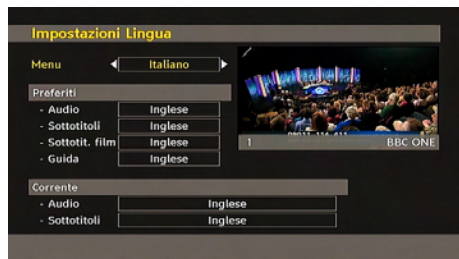 Impostazioni Lingua
Menu Italiano
Preferiti
- Audio Inglese
- Sottotitoli Inglese
- Sottotit. film Inglese
- Guida Inglese
1 BBC ONE
Corrente
- Audio Inglese
- Sottotitoli Inglese